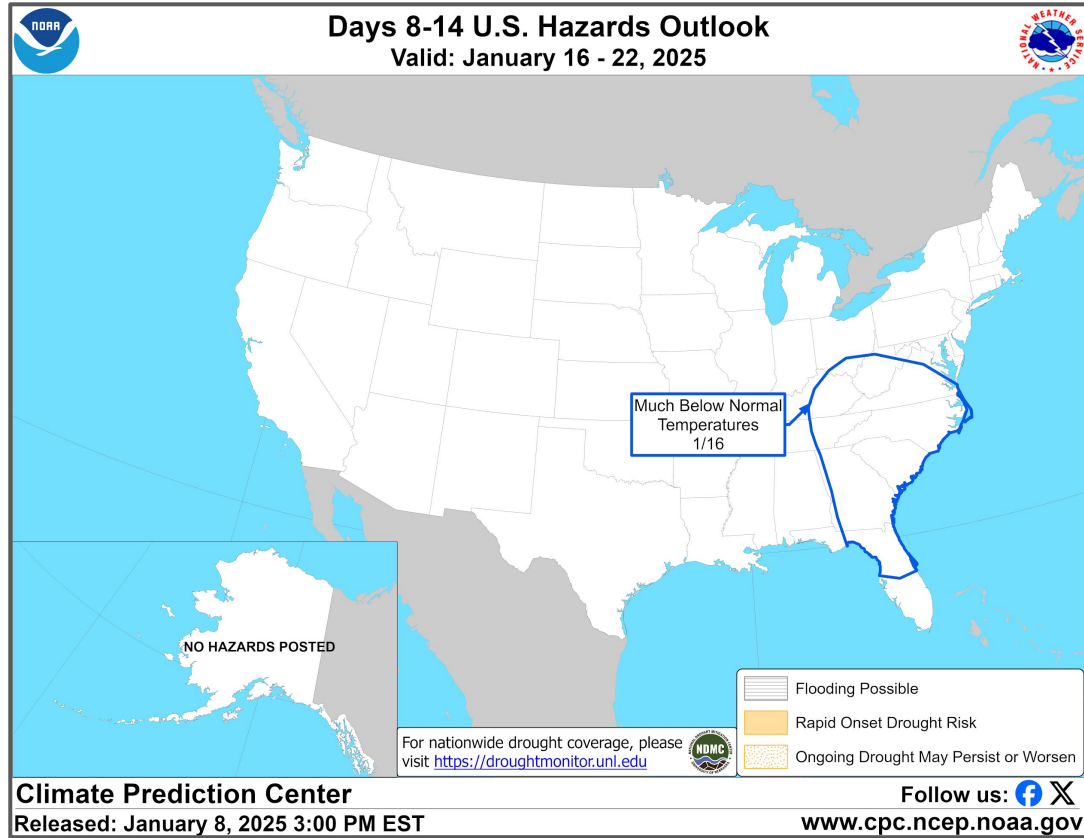 NOAA
Days 8-14 U.S. Hazards Outlook
Valid: January 16 - 22, 2025
NATIONAL WEATHER SERVICE
Much Below Normal
Temperatures
1/16
NO HAZARDS POSTED
Flooding Possible
Rapid Onset Drought Risk
Ongoing Drought May Persist or Worsen
For nationwide drought coverage, please
visit https://droughtmonitor.unl.edu
NDMC
Climate Prediction Center
Follow us:
Released: January 8, 2025 3:00 PM EST
www.cpc.ncep.noaa.gov